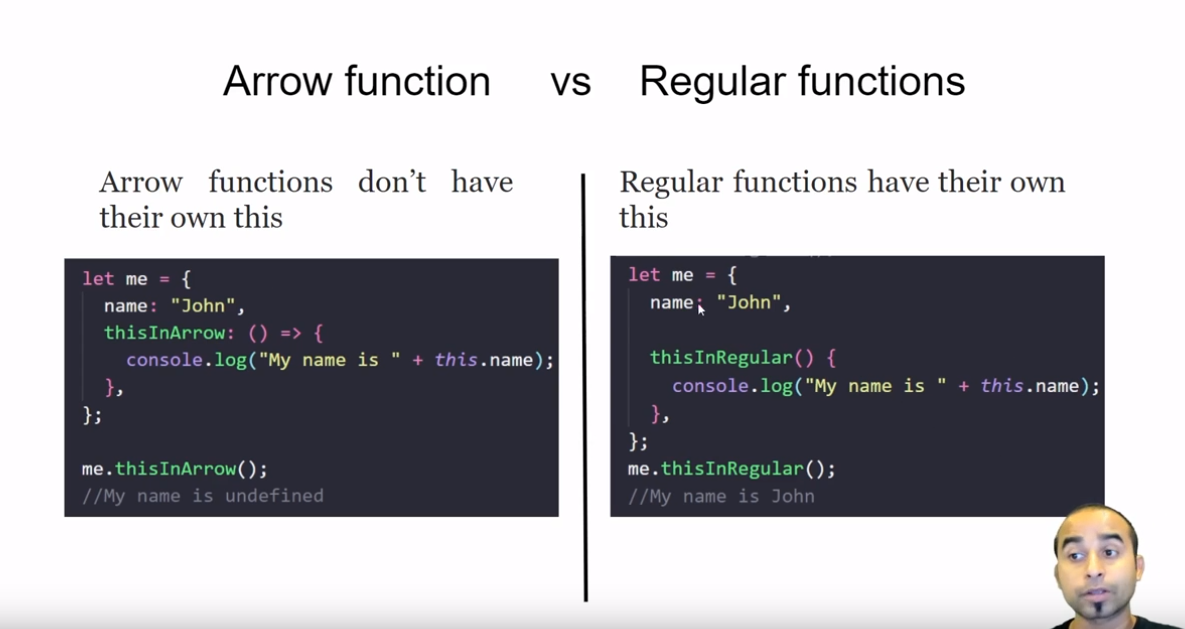 Arrow function vs Regular functions
Arrow functions don’t have
their own this
let me = {
name: "John",
thisInArrow: () => {
console.log("My name is " + this.name);
},
};
me.thisInArrow();
//My name is undefined
Regular functions have their own
this
let me = {
name: "John",
thisInRegular() {
console.log("My name is " + this.name);
},
};
me.thisInRegular();
//My name is John